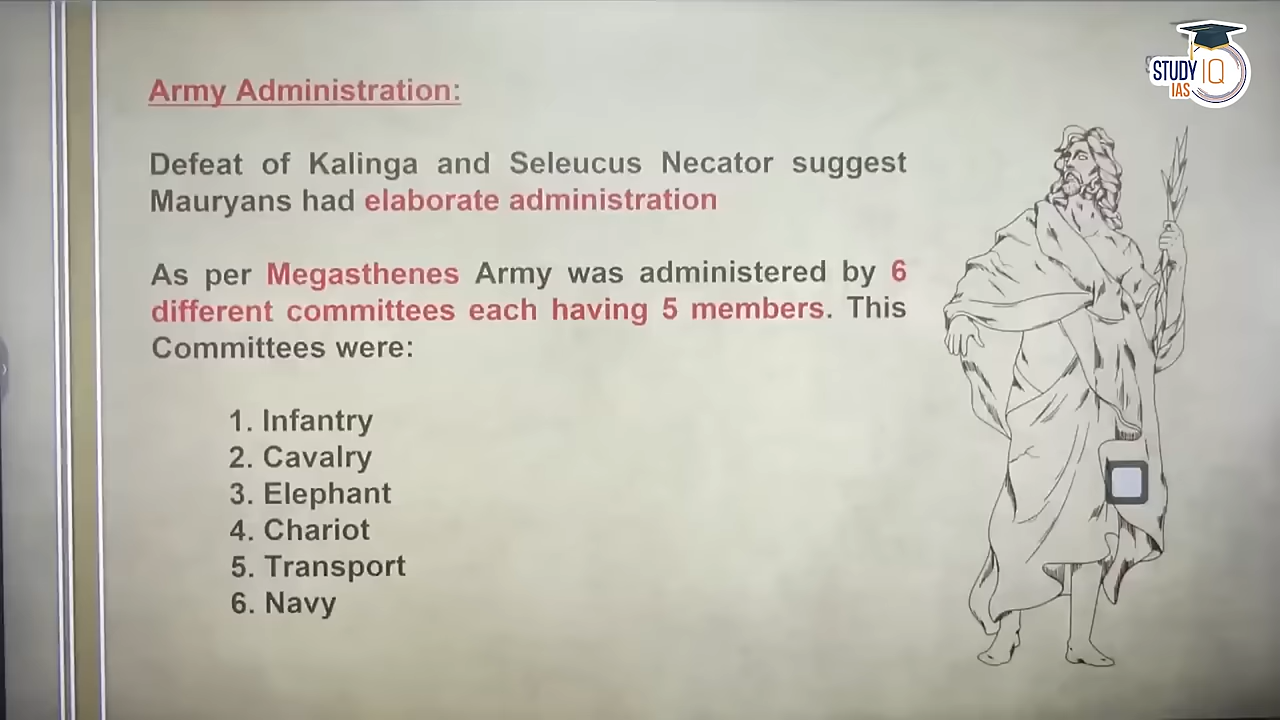 STUDY IQ
IAS
Army Administration:
Defeat of Kalinga and Seleucus Necator suggest
Mauryans had elaborate administration
As per Megasthenes Army was administered by 6
different committees each having 5 members. This
Committees were:
1. Infantry
2. Cavalry
3. Elephant
4. Chariot
5. Transport
6. Navy